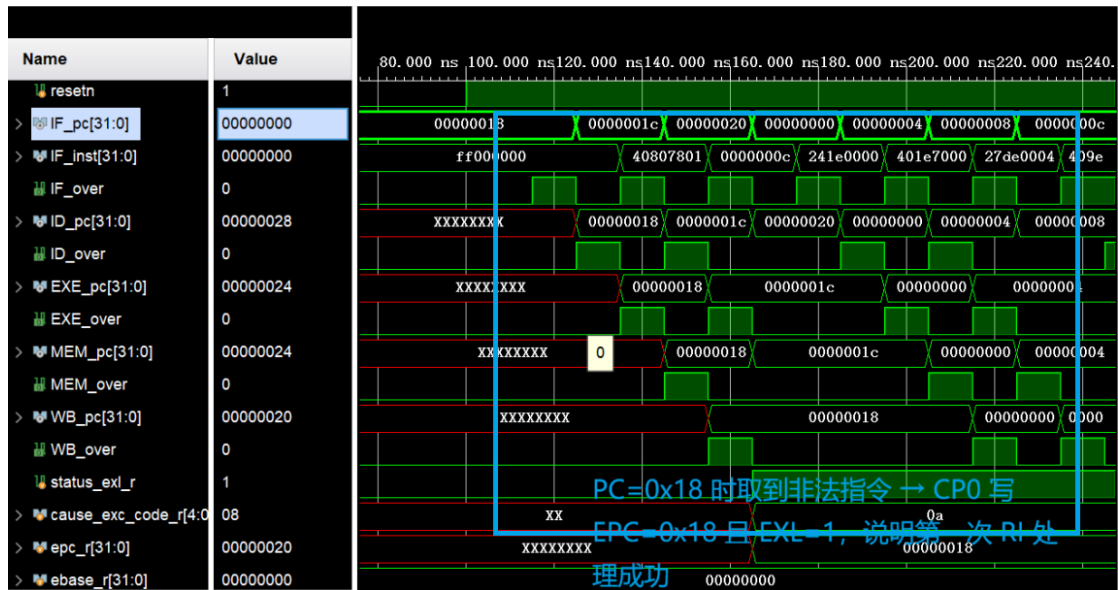 Name Value
80.000 ns 100.000 ns 120.000 ns 140.000 ns 160.000 ns 180.000 ns 200.000 ns 220.000 ns 240.
resetn 1
IF_pc[31:0] 00000000 00000018 0000001c 00000020 00000000 00000004 00000008 0000000c
IF_inst[31:0] 00000000 ff000000 40807801 0000000c 241e0000 401e7000 27de0004 409e
IF_over 0
ID_pc[31:0] 00000028 XXXXXXXX 00000018 0000001c 00000020 00000000 00000004 00000008
ID_over 0
EXE_pc[31:0] 00000024 XXXXXXXX 00000018 0000001c 00000000 00000004
EXE_over 0
MEM_pc[31:0] 00000024 XXXXXXXX 0 00000018 0000001c 00000000 00000004
MEM_over 0
WB_pc[31:0] 00000020 XXXXXXXX 00000018 00000000 0000
WB_over 0
status_exl_r 1
PC=0x18 时取到非法指令 → CP0 写
cause_exc_code_r[4:0 08 XX 0a
EPC=0x18 且 EXL=1，说明第一次 RI 处
epc_r[31:0] 00000020 XXXXXXXX 00000018
理成功
ebase_r[31:0] 00000000 00000000